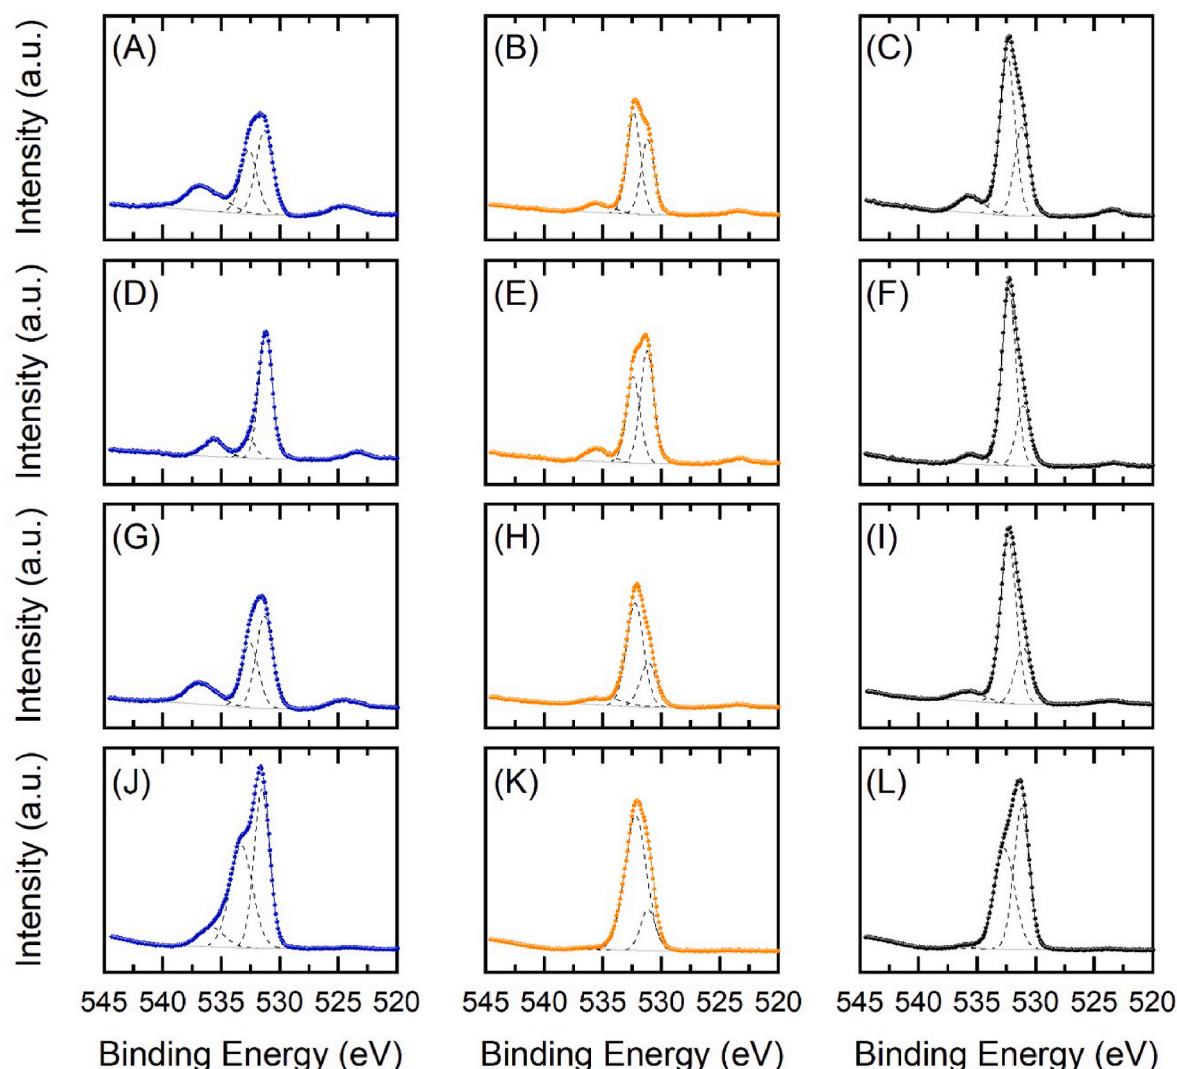 Intensity (a.u.)
(A)
(B)
(C)
Intensity (a.u.)
(D)
(E)
(F)
Intensity (a.u.)
(G)
(H)
(I)
Intensity (a.u.)
(J)
(K)
(L)
545 540 535 530 525 520
545 540 535 530 525 520
545 540 535 530 525 520
Binding Energy (eV)
Binding Energy (eV)
Binding Energy (eV)